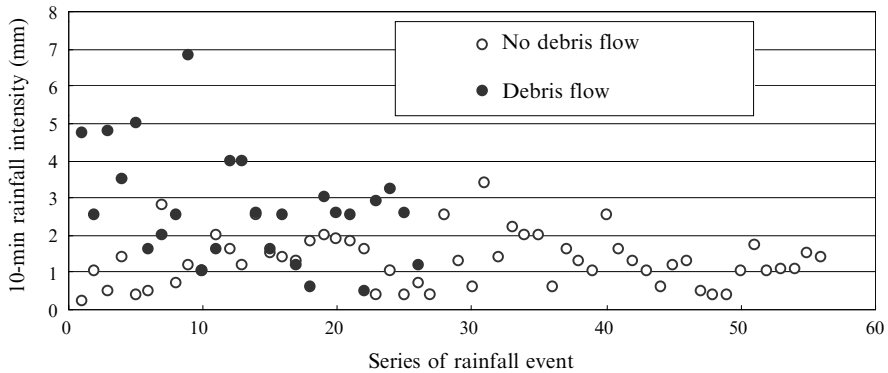 8
7
6
5
4
3
2
1
0
10-min rainfall intensity (mm)
No debris flow
Debris flow
0 10 20 30 40 50 60
Series of rainfall event